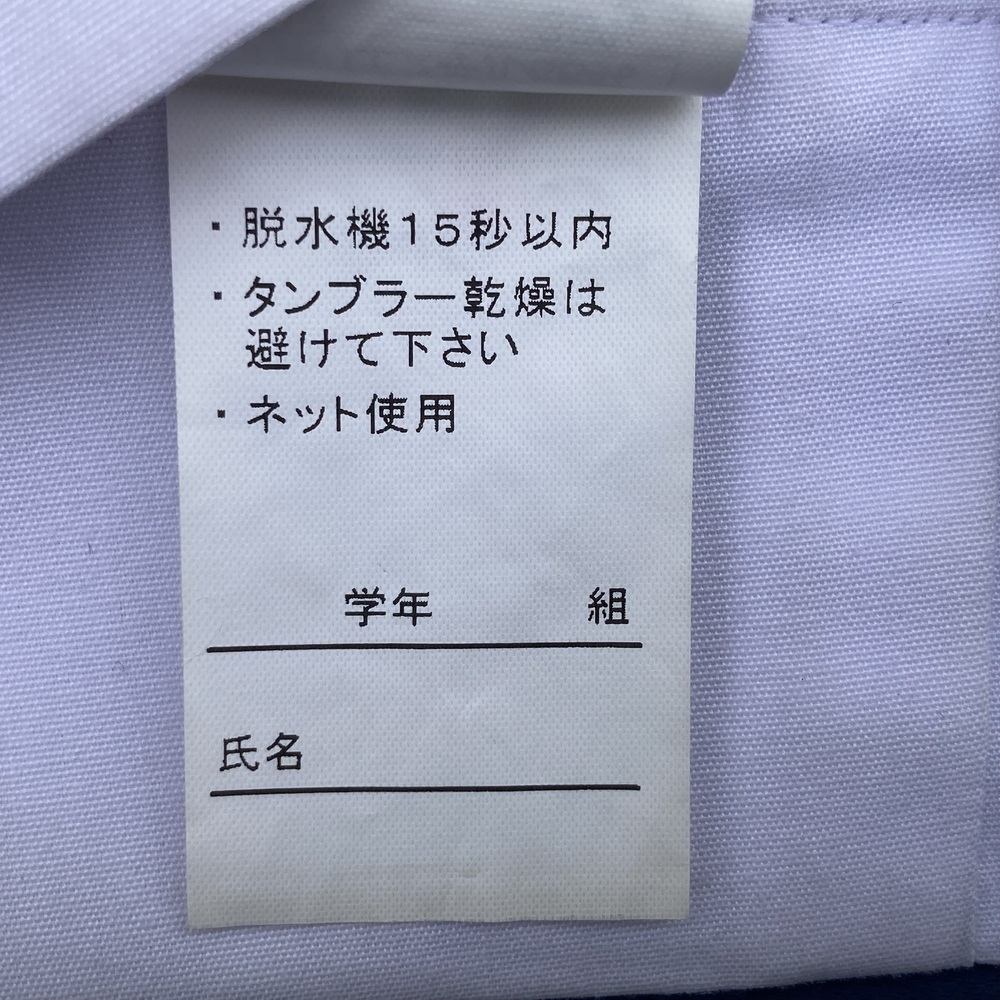 ・脱水機15秒以内
・タンブラー乾燥は
避けて下さい
・ネット使用
学年 組
氏名